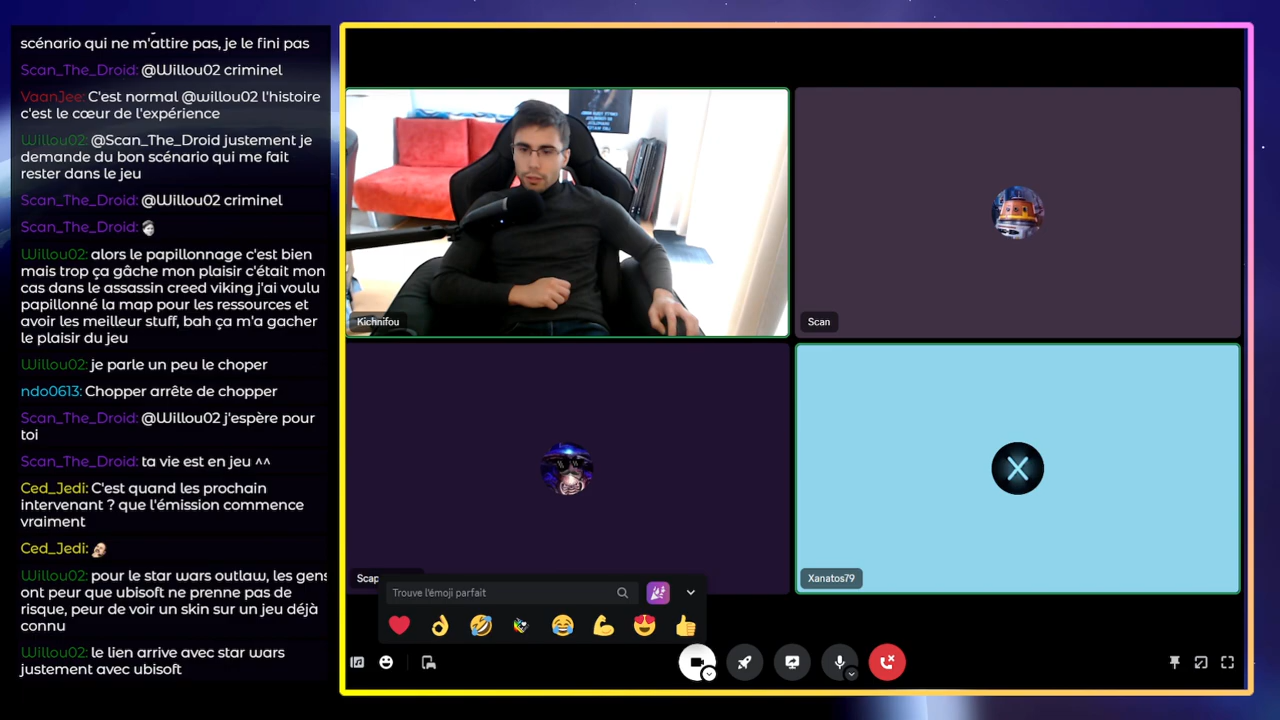 scénario qui ne m'attire pas, je le fini pas
Scan_The_Droid: @Willou02 criminel
VaanJee: C'est normal @willou02 l'histoire
c'est le cœur de l'expérience
Willou02: @Scan_The_Droid justement je
demande du bon scénario qui me fait
rester dans le jeu
Scan_The_Droid: @Willou02 criminel
Scan_The_Droid:
Willou02: alors le papillonnage c'est bien
mais trop ça gâche mon plaisir c'était mon
cas dans le assassin creed viking j'ai voulu
papillonné la map pour les ressources et
avoir les meilleur stuff, bah ça m'a gacher
le plaisir du jeu
Willou02: je parle un peu le choper
ndo0613: Chopper arrête de chopper
Scan_The_Droid: @Willou02 j'espère pour
toi
Scan_The_Droid: ta vie est en jeu ^^
Ced_Jedi: C'est quand les prochain
intervenant ? que l'émission commence
vraiment
Ced_Jedi:
Willou02: pour le star wars outlaw, les gens
ont peur que ubisoft ne prenne pas de
risque, peur de voir un skin sur un jeu déjà
connu
Willou02: le lien arrive avec star wars
justement avec ubisoft
Kichnifou
Scan
Scap
Xanatos79
Trouve l'émoji parfait